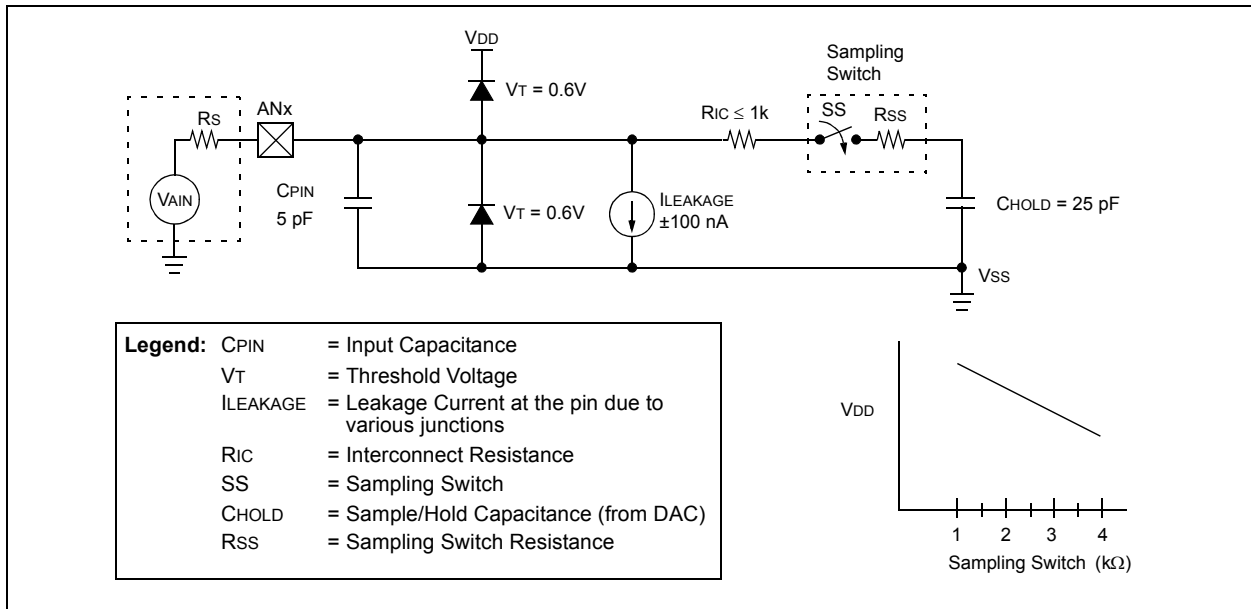 VDD
Sampling
Switch
VT = 0.6V
RS
ANx
RIC ≤ 1k
SS
RSS
VAIN
CPIN
5 pF
VT = 0.6V
ILEAKAGE
±100 nA
CHOLD = 25 pF
VSS
Legend: CPIN = Input Capacitance
VT = Threshold Voltage
ILEAKAGE = Leakage Current at the pin due to
various junctions
RIC = Interconnect Resistance
SS = Sampling Switch
CHOLD = Sample/Hold Capacitance (from DAC)
RSS = Sampling Switch Resistance
VDD
1 2 3 4
Sampling Switch (kΩ)